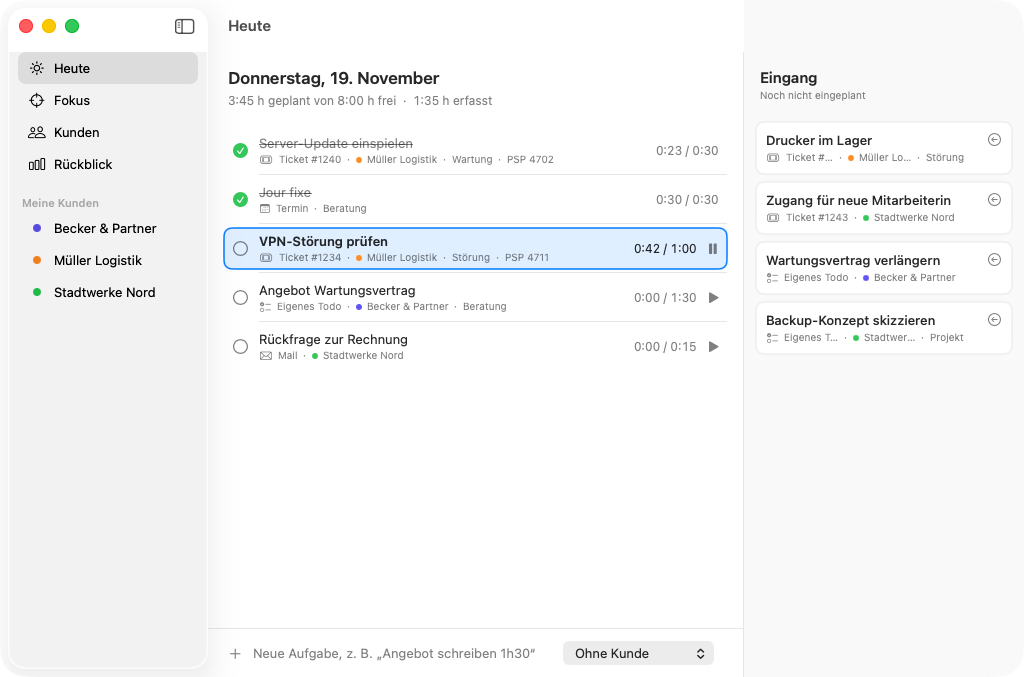 Heute
Fokus
Kunden
Rückblick
Meine Kunden
Becker & Partner
Müller Logistik
Stadtwerke Nord
Heute
Donnerstag, 19. November
3:45 h geplant von 8:00 h frei · 1:35 h erfasst
Server-Update einspielen
0:23 / 0:30
Ticket #1240 · Müller Logistik · Wartung · PSP 4702
Jour fixe
0:30 / 0:30
Termin · Beratung
VPN-Störung prüfen
0:42 / 1:00
Ticket #1234 · Müller Logistik · Störung · PSP 4711
Angebot Wartungsvertrag
0:00 / 1:30
Eigenes Todo · Becker & Partner · Beratung
Rückfrage zur Rechnung
0:00 / 0:15
Mail · Stadtwerke Nord
Neue Aufgabe, z. B. „Angebot schreiben 1h30“
Ohne Kunde
Eingang
Noch nicht eingeplant
Drucker im Lager
Ticket #... · Müller Lo... · Störung
Zugang für neue Mitarbeiterin
Ticket #1243 · Stadtwerke Nord
Wartungsvertrag verlängern
Eigenes Todo · Becker & Partner
Backup-Konzept skizzieren
Eigenes T... · Stadtwer... · Projekt